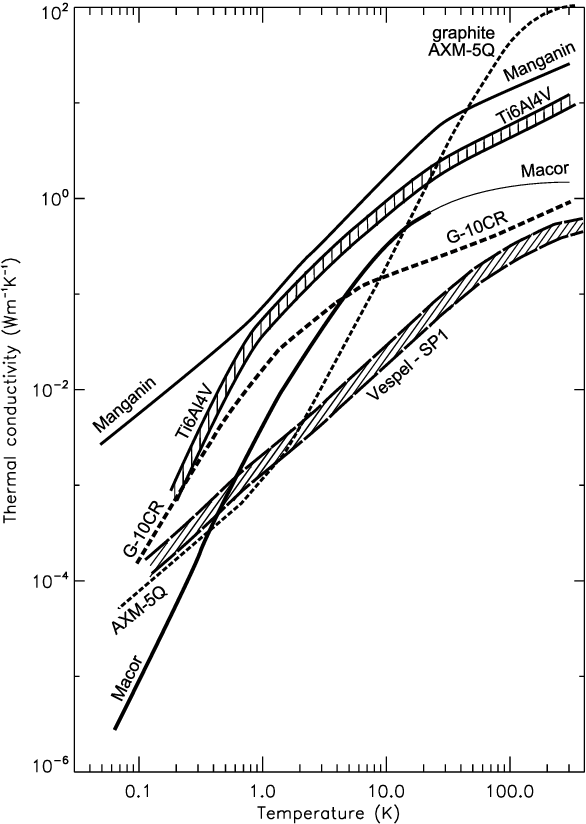 10²
graphite
AXM-5Q
Manganin
Ti6Al4V
10⁰
Macor
G-10CR
Thermal conductivity (Wm⁻¹K⁻¹)
10⁻²
Vespel - SP1
Manganin
Ti6Al4V
G-10CR
10⁻⁴
AXM-5Q
Macor
10⁻⁶
0.1 1.0 10.0 100.0
Temperature (K)